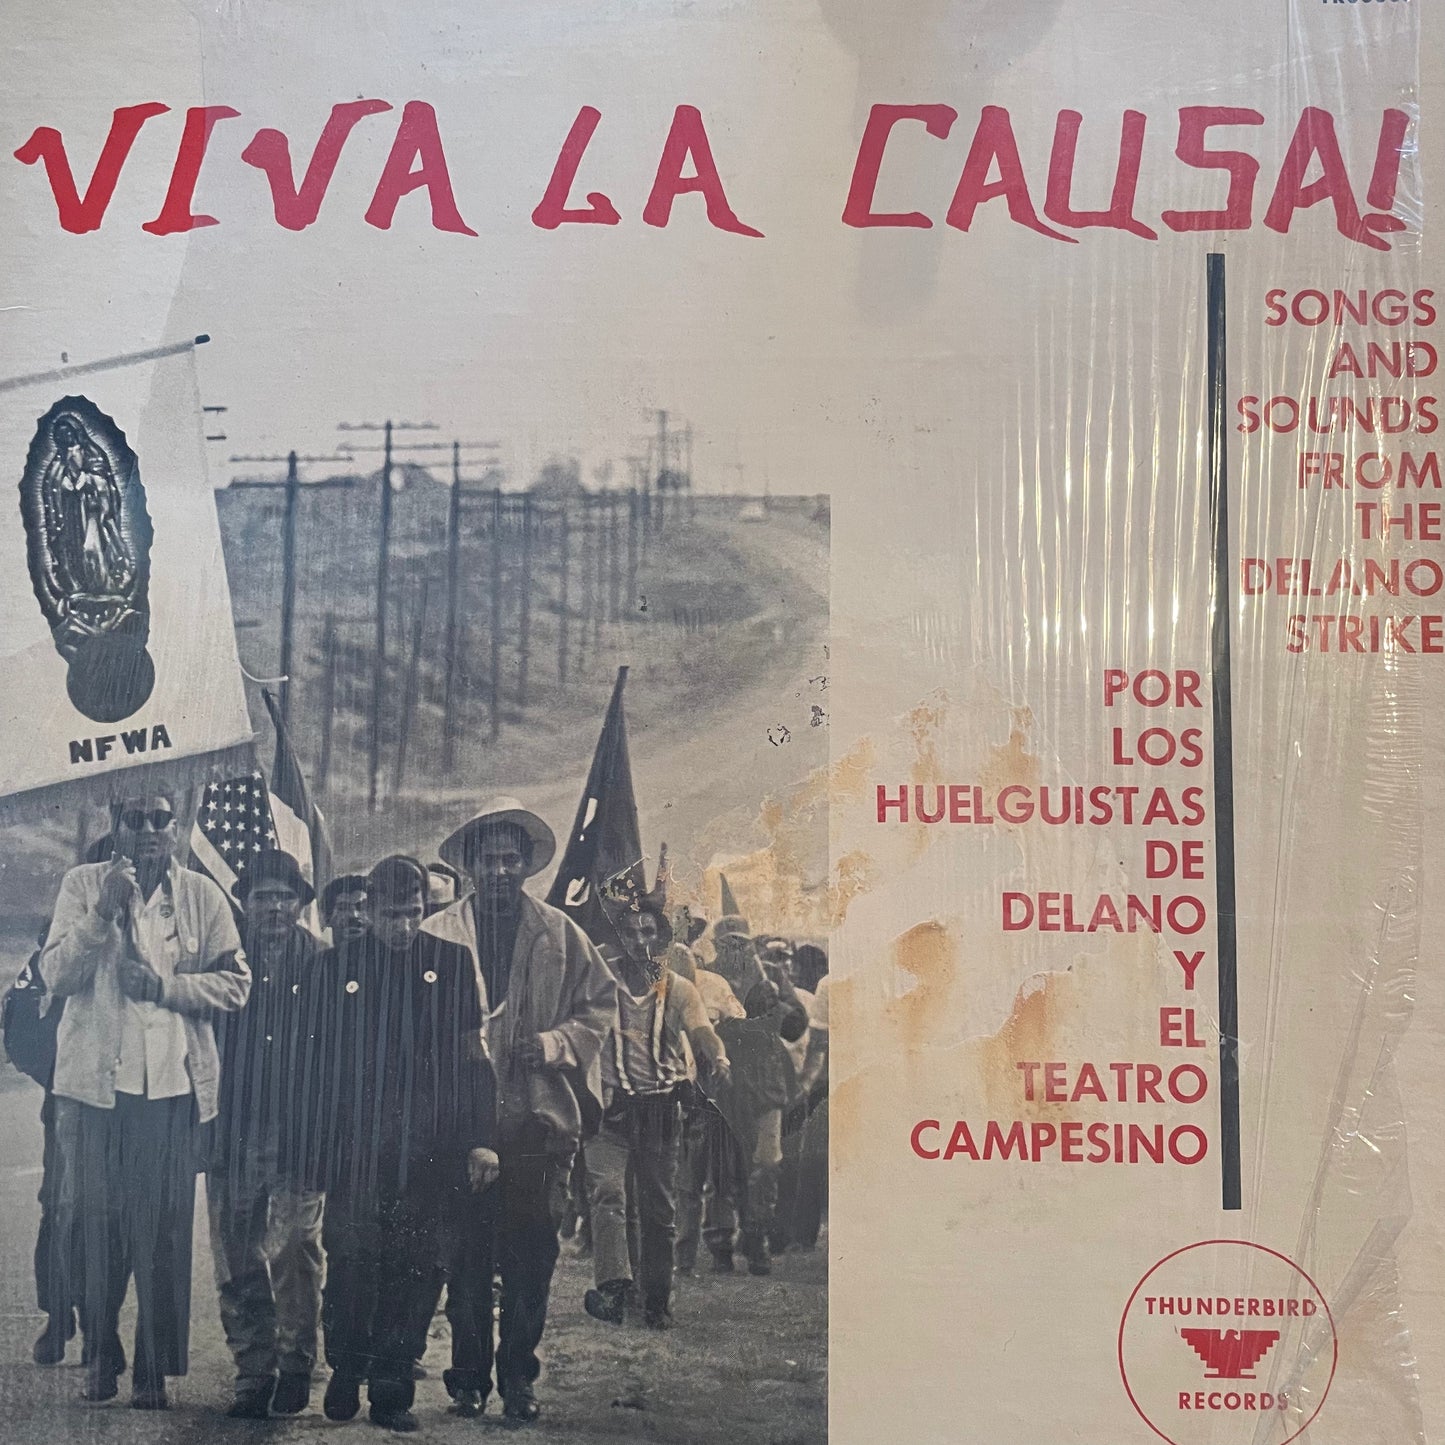 VIVA LA CAUSA!
SONGS
AND
SOUNDS
FROM
THE
DELANO
STRIKE
POR
LOS
HUELGUISTAS
DE
DELANO
Y
EL
TEATRO
CAMPESINO
NFWA
THUNDERBIRD
RECORDS